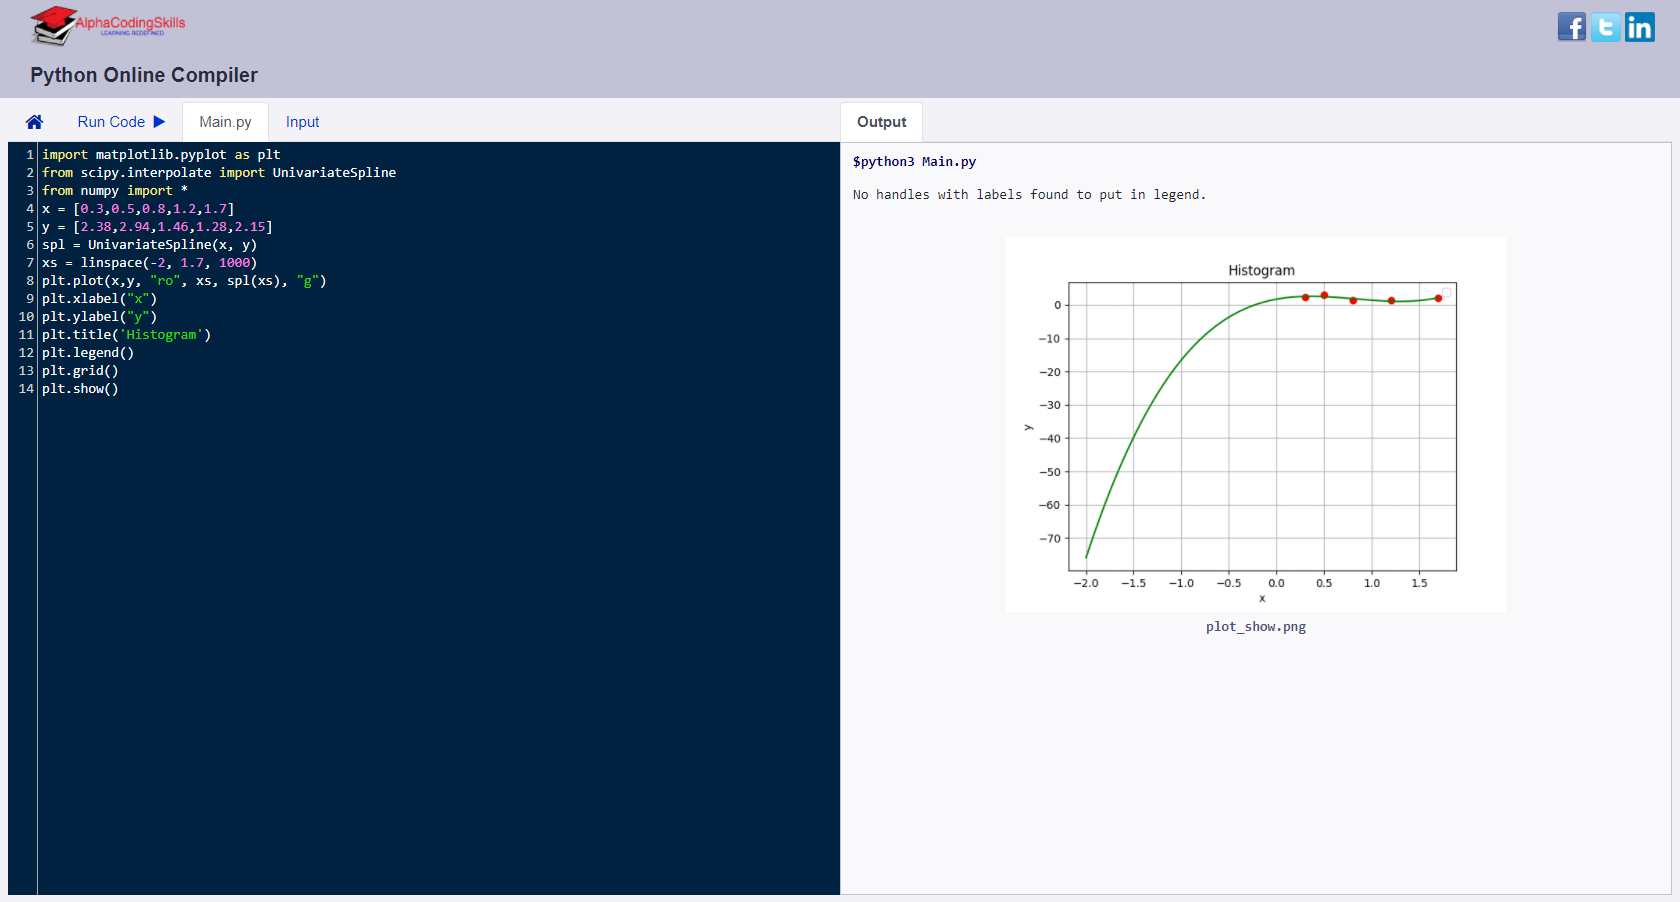 AlphaCodingSkills
LEARNING REDEFINED
Python Online Compiler
Run Code
Main.py
Input
Output
1 import matplotlib.pyplot as plt
2 from scipy.interpolate import UnivariateSpline
3 from numpy import *
4 x = [0.3,0.5,0.8,1.2,1.7]
5 y = [2.38,2.94,1.46,1.28,2.15]
6 spl = UnivariateSpline(x, y)
7 xs = linspace(-2, 1.7, 1000)
8 plt.plot(x,y, "ro", xs, spl(xs), "g")
9 plt.xlabel("x")
10 plt.ylabel("y")
11 plt.title('Histogram')
12 plt.legend()
13 plt.grid()
14 plt.show()
$python3 Main.py
No handles with labels found to put in legend.
Histogram
0
−10
−20
−30
−40
−50
−60
−70
y
−2.0 −1.5 −1.0 −0.5 0.0 0.5 1.0 1.5
x
plot_show.png